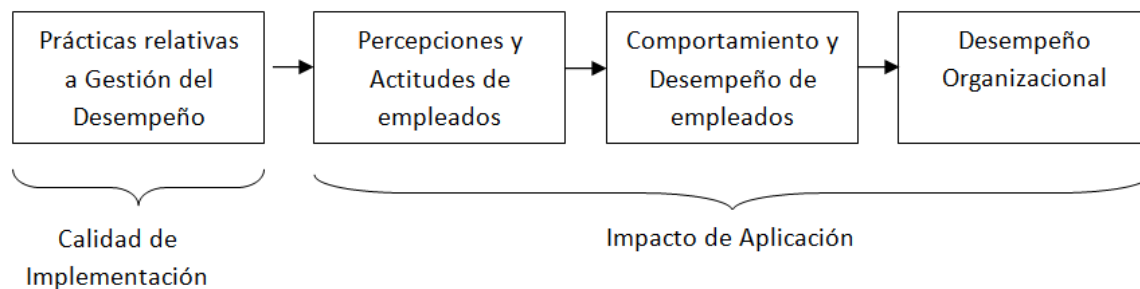 Prácticas relativas
a Gestión del
Desempeño
Percepciones y
Actitudes de
empleados
Comportamiento y
Desempeño de
empleados
Desempeño
Organizacional
Calidad de
Implementación
Impacto de Aplicación